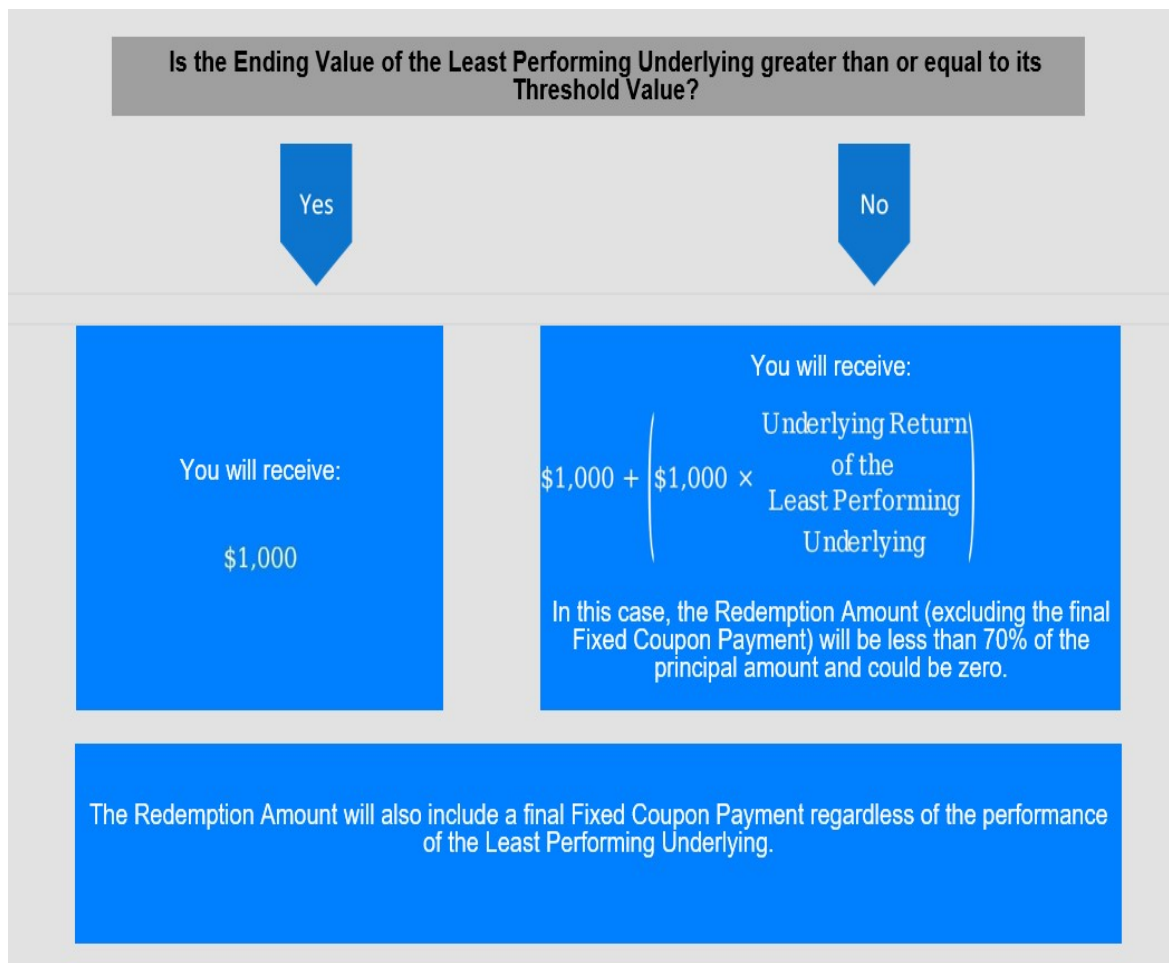 Is the Ending Value of the Least Performing Underlying greater than or equal to its
Threshold Value?
Yes
No
You will receive:
$1,000
You will receive:
$1,000 + ($1,000 × Underlying Return
of the
Least Performing
Underlying)
In this case, the Redemption Amount (excluding the final
Fixed Coupon Payment) will be less than 70% of the
principal amount and could be zero.
The Redemption Amount will also include a final Fixed Coupon Payment regardless of the performance
of the Least Performing Underlying.